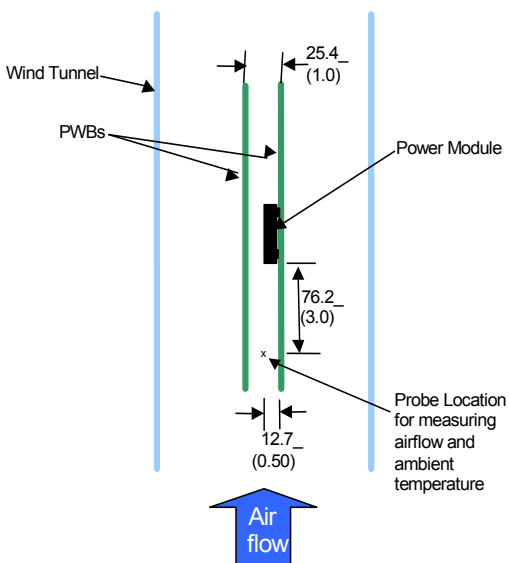 25.4_
(1.0)
Wind Tunnel
PWBs
Power Module
76.2_
(3.0)
x
Probe Location
for measuring
airflow and
ambient
temperature
12.7_
(0.50)
Air
flow